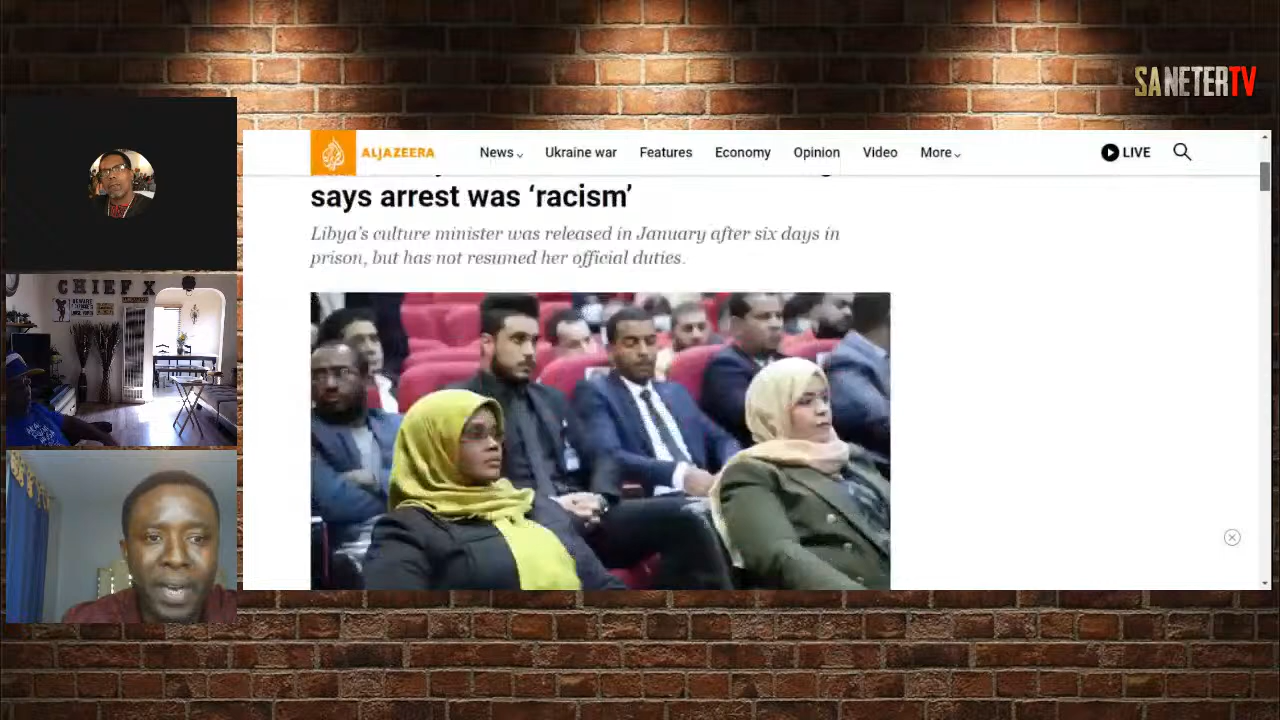 SANETERTV
ALJAZEERA
News Ukraine war Features Economy Opinion Video More LIVE
says arrest was ‘racism’
Libya’s culture minister was released in January after six days in
prison, but has not resumed her official duties.
CHIEF X